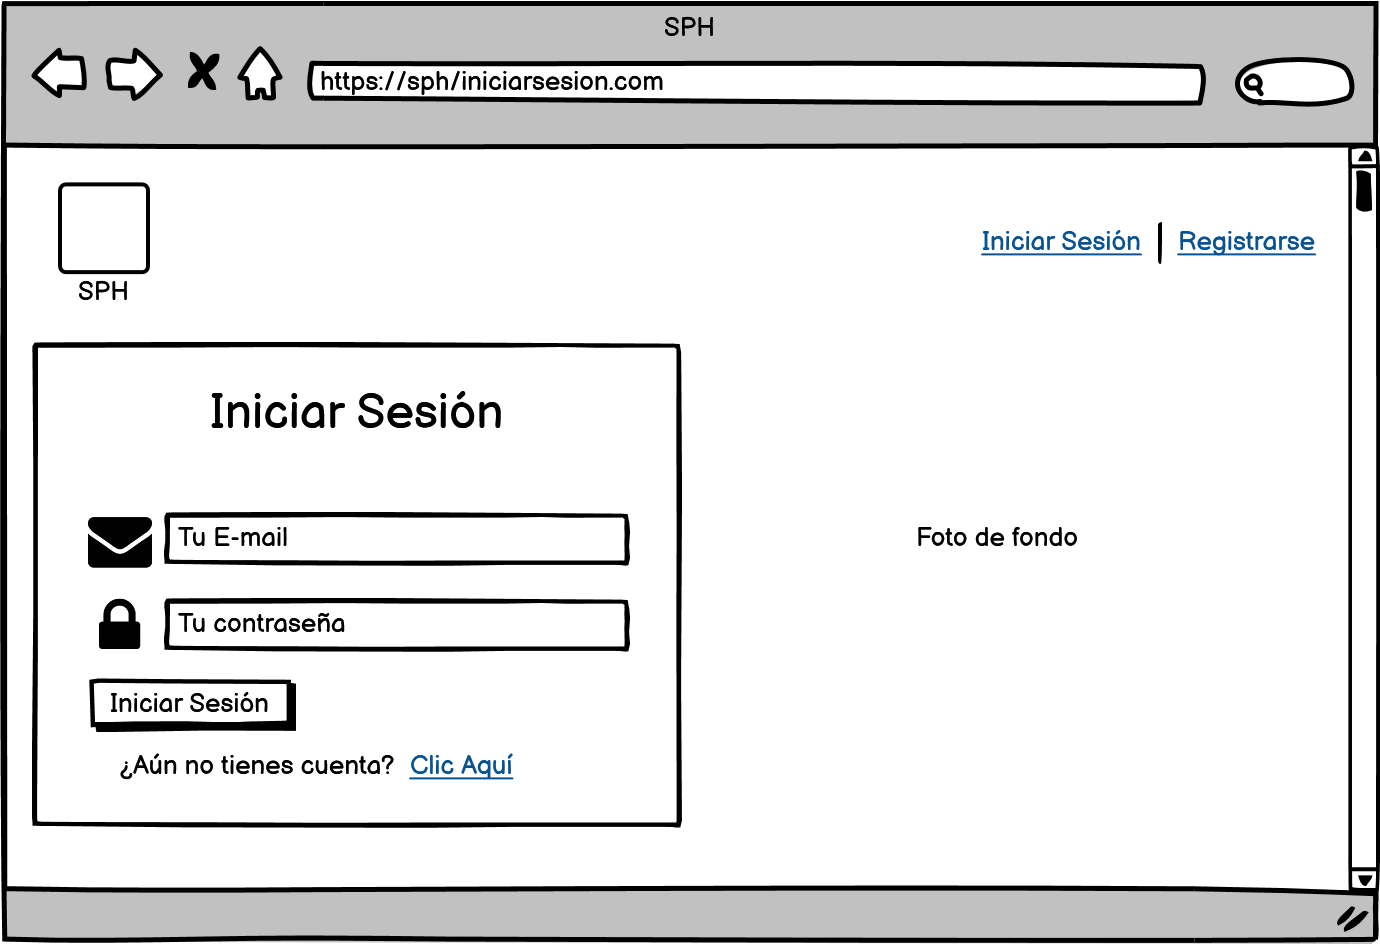 SPH
https://sph/iniciarsesion.com
Iniciar Sesión
Registrarse
SPH
Iniciar Sesión
Tu E-mail
Foto de fondo
Tu contraseña
Iniciar Sesión
¿Aún no tienes cuenta? Clic Aquí